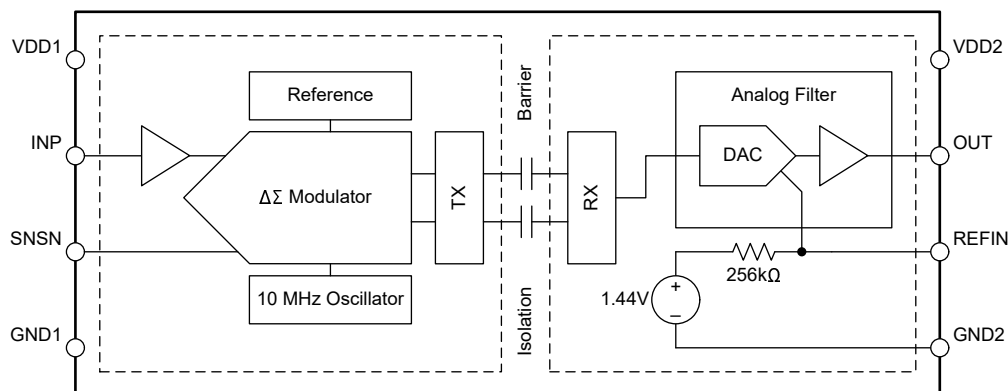 VDD1
INP
SNSN
GND1
Reference
ΔΣ Modulator
10 MHz Oscillator
TX
Barrier
Isolation
RX
Analog Filter
DAC
256kΩ
1.44V
+
–
VDD2
OUT
REFIN
GND2